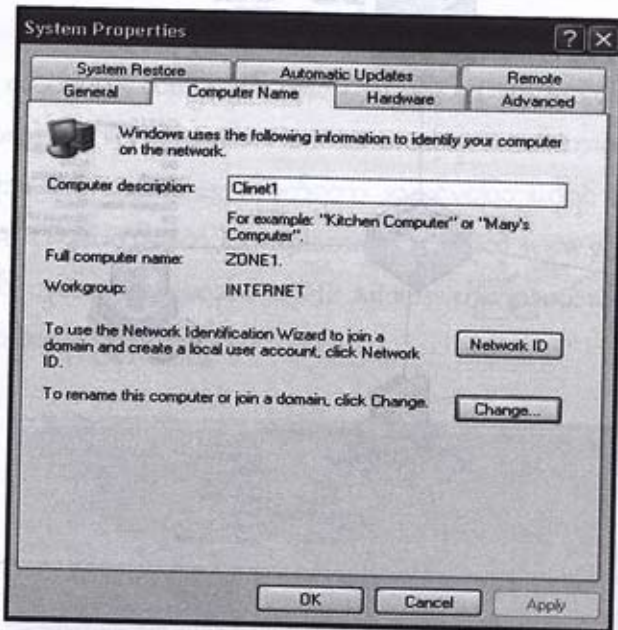 System Properties
System Restore
Automatic Updates
Remote
General
Computer Name
Hardware
Advanced
Windows uses the following information to identify your computer
on the network.
Computer description:
Clinet1
For example: "Kitchen Computer" or "Mary's
Computer".
Full computer name:
ZONE1.
Workgroup:
INTERNET
To use the Network Identification Wizard to join a
domain and create a local user account, click Network
ID.
Network ID
To rename this computer or join a domain, click Change.
Change...
OK
Cancel
Apply